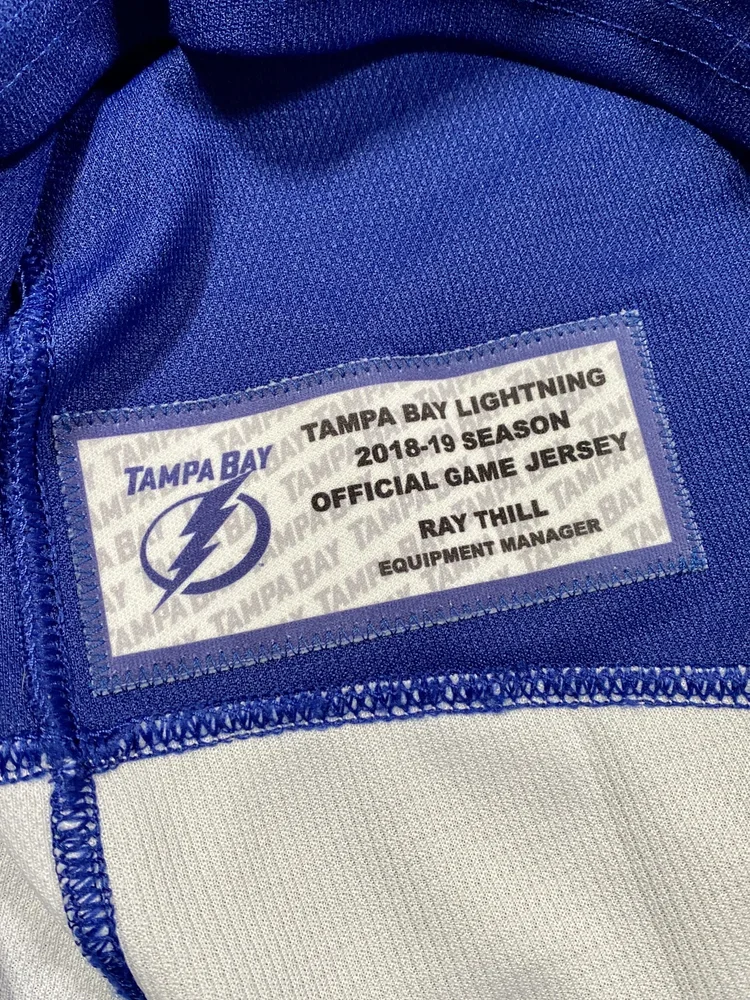 TAMPA BAY
TAMPA BAY LIGHTNING
2018-19 SEASON
OFFICIAL GAME JERSEY
RAY THILL
EQUIPMENT MANAGER